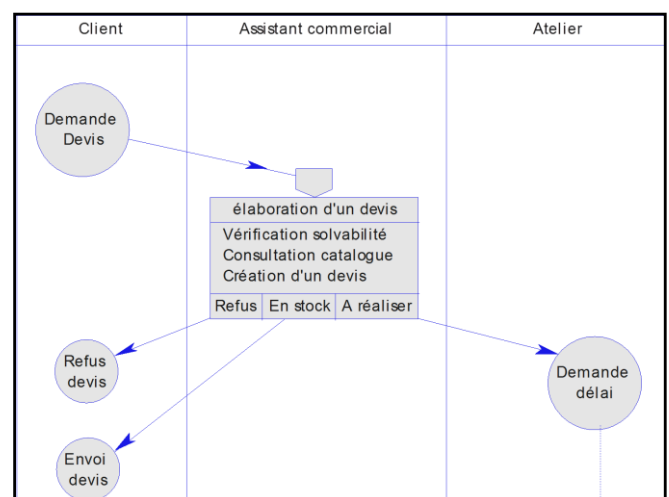 Client
Assistant commercial
Atelier
Demande
Devis
élaboration d'un devis
Vérification solvabilité
Consultation catalogue
Création d'un devis
Refus
En stock
A réaliser
Refus
devis
Demande
délai
Envoi
devis